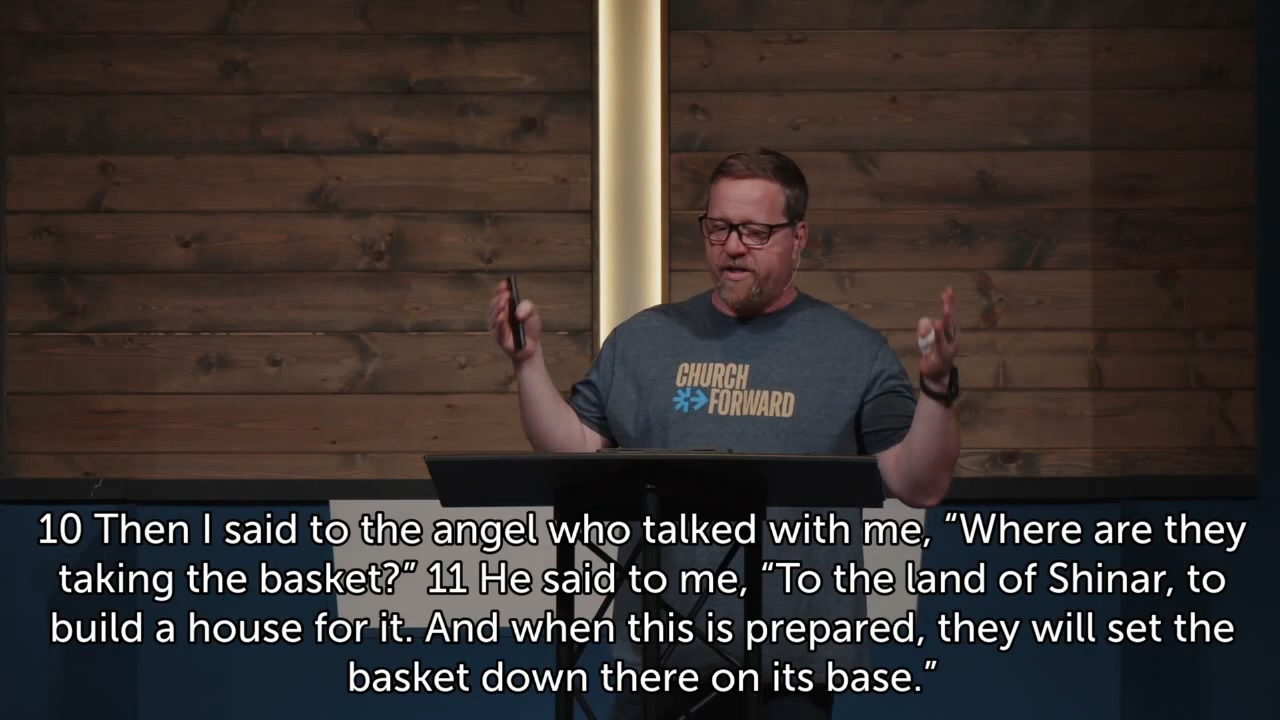 CHURCH
FORWARD
10 Then I said to the angel who talked with me, “Where are they
taking the basket?” 11 He said to me, “To the land of Shinar, to
build a house for it. And when this is prepared, they will set the
basket down there on its base.”